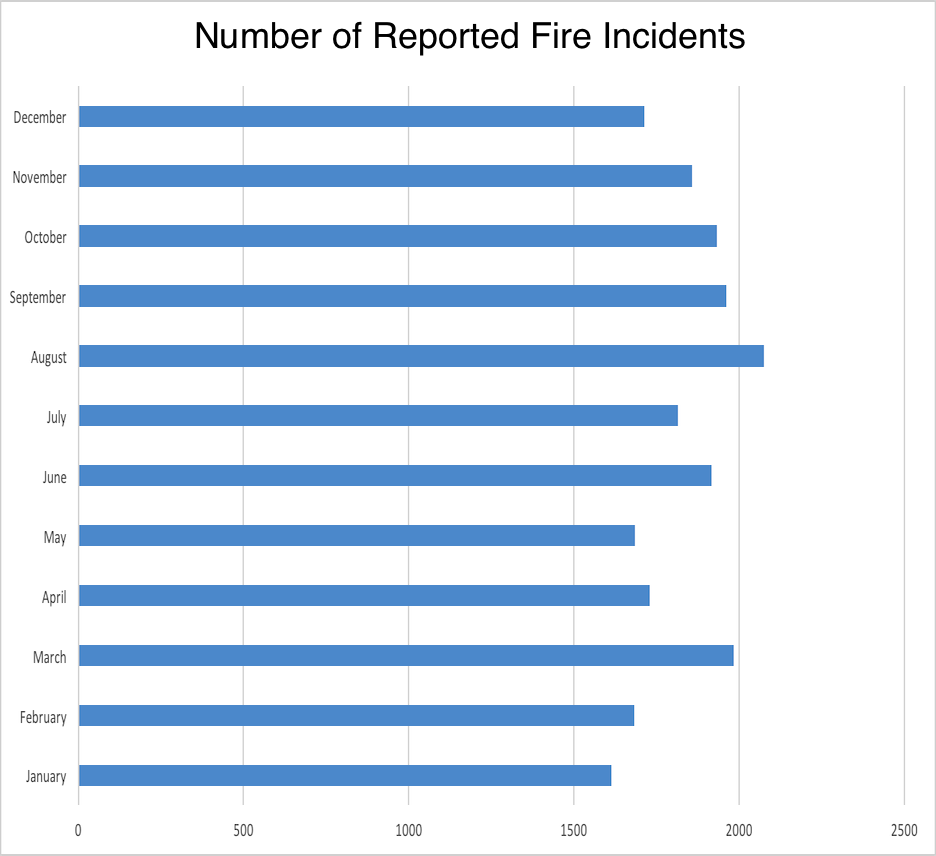 Number of Reported Fire Incidents
December
November
October
September
August
July
June
May
April
March
February
January
0 500 1000 1500 2000 2500